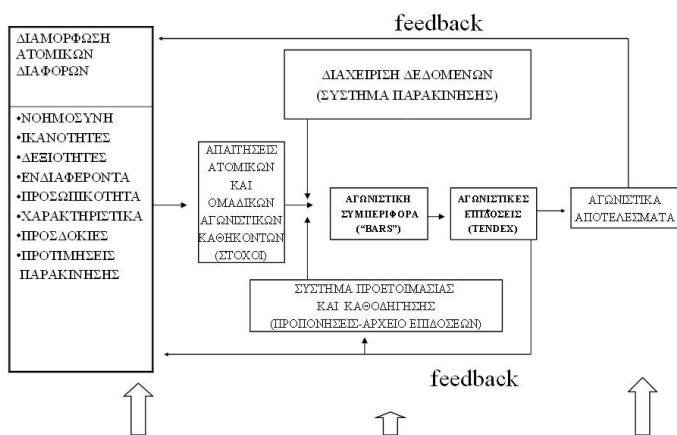 feedback
ΔΙΑΜΟΡΦΩΣΗ
ΑΤΟΜΙΚΩΝ
ΔΙΑΦΟΡΩΝ
•ΝΟΗΜΟΣΥΝΗ
•ΙΚΑΝΟΤΗΤΕΣ
•ΔΕΞΙΟΤΗΤΕΣ
•ΕΝΔΙΑΦΕΡΟΝΤΑ
•ΠΡΟΣΩΠΙΚΟΤΗΤΑ
•ΧΑΡΑΚΤΗΡΙΣΤΙΚΑ
•ΠΡΟΣΔΟΚΙΕΣ
•ΠΡΟΤΙΜΗΣΕΙΣ
ΠΑΡΑΚΙΝΗΣΗΣ
ΔΙΑΧΕΙΡΙΣΗ ΔΕΔΟΜΕΝΩΝ
(ΣΥΣΤΗΜΑ ΠΑΡΑΚΙΝΗΣΗΣ)
ΑΠΑΙΤΗΣΕΙΣ
ΑΤΟΜΙΚΩΝ
ΚΑΙ
ΟΜΑΔΙΚΩΝ
ΑΓΩΝΙΣΤΙΚΩΝ
ΚΑΘΗΚΟΝΤΩΝ
(ΣΤΟΧΟΙ)
ΑΓΩΝΙΣΤΙΚΗ
ΣΥΜΠΕΡΙΦΟΡΑ
(“BARS”)
ΑΓΩΝΙΣΤΙΚΕΣ
ΕΠΙΔΟΣΕΙΣ
(TENDEX)
ΑΓΩΝΙΣΤΙΚΑ
ΑΠΟΤΕΛΕΣΜΑΤΑ
ΣΥΣΤΗΜΑ ΠΡΟΕΤΟΙΜΑΣΙΑΣ
ΚΑΙ ΚΑΘΟΔΗΓΗΣΗΣ
(ΠΡΟΠΟΝΗΣΕΙΣ-ΑΡΧΕΙΟ ΕΠΙΔΟΣΕΩΝ)
feedback